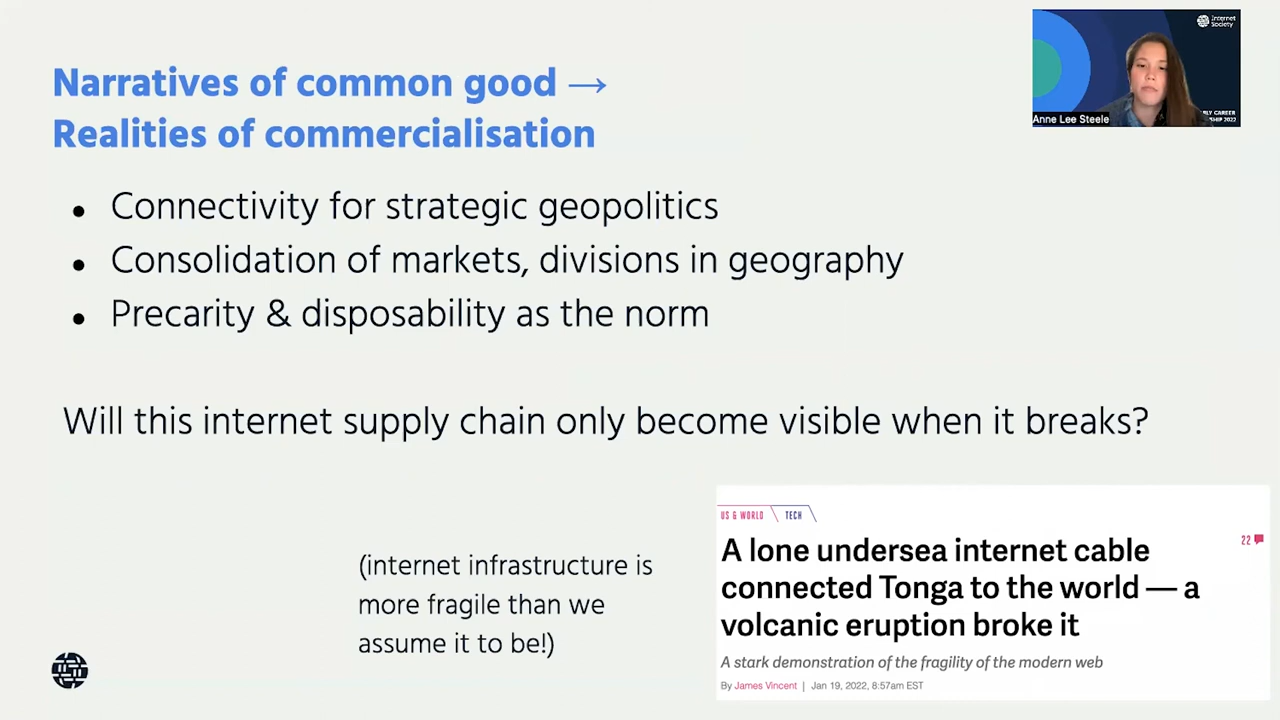 Narratives of common good →
Realities of commercialisation
Internet
Society
Anne Lee Steele
• Connectivity for strategic geopolitics
• Consolidation of markets, divisions in geography
• Precarity & disposability as the norm
Will this internet supply chain only become visible when it breaks?
(internet infrastructure is
more fragile than we
assume it to be!)
US & WORLD
TECH
22
A lone undersea internet cable
connected Tonga to the world — a
volcanic eruption broke it
A stark demonstration of the fragility of the modern web
By James Vincent | Jan 19, 2022, 8:57am EST